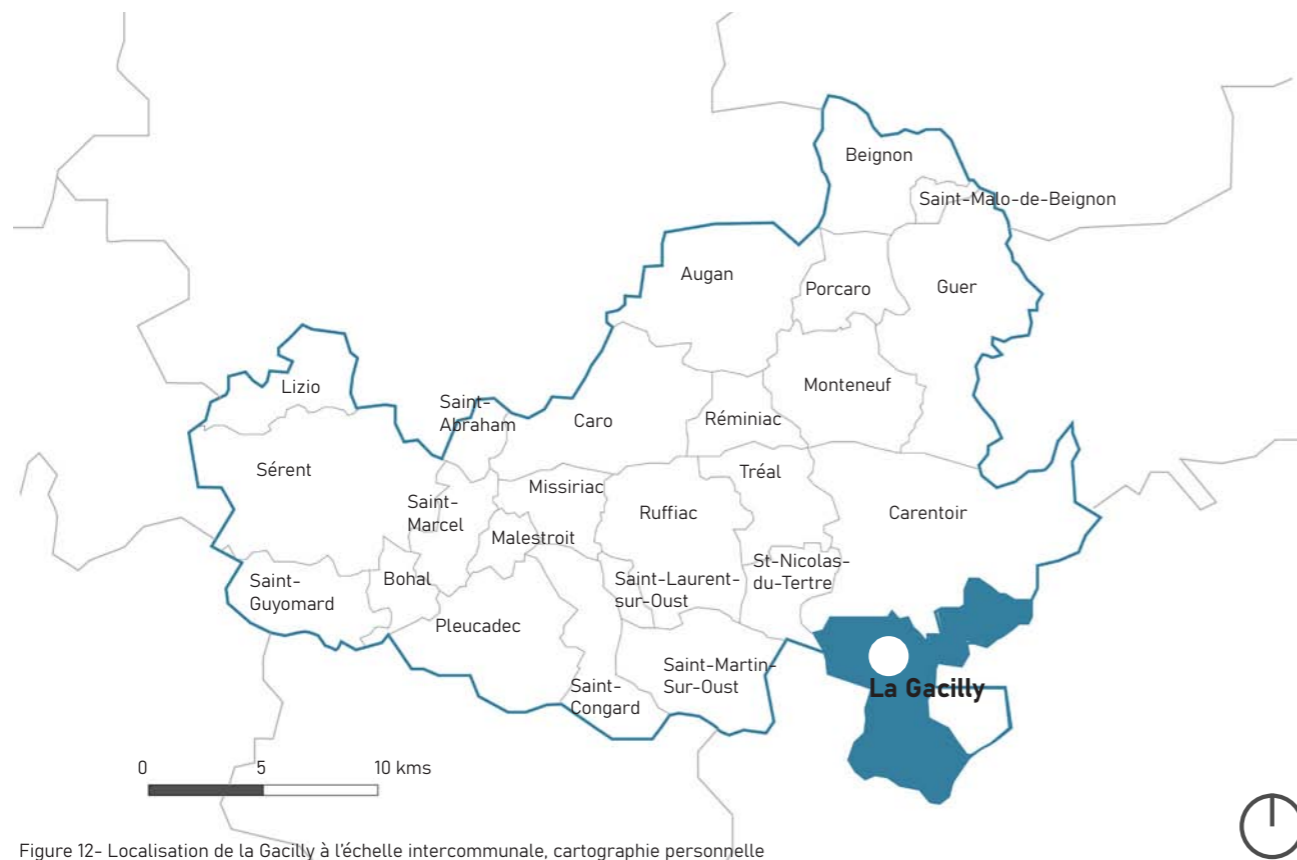 Beignon
Saint-Malo-de-Beignon
Augan
Porcaro
Guer
Lizio
Saint-
Abraham
Caro
Réminiac
Monteneuf
Sérent
Saint-
Marcel
Missiriac
Malestroit
Ruffiac
Tréal
Carentoir
Saint-
Guyomard
Bohal
Pleucadec
Saint-Laurent-
sur-Oust
St-Nicolas-
du-Tertre
Saint-
Congard
Saint-Martin-
Sur-Oust
La Gacilly
0 5 10 kms
Figure 12- Localisation de la Gacilly à l'échelle intercommunale, cartographie personnelle